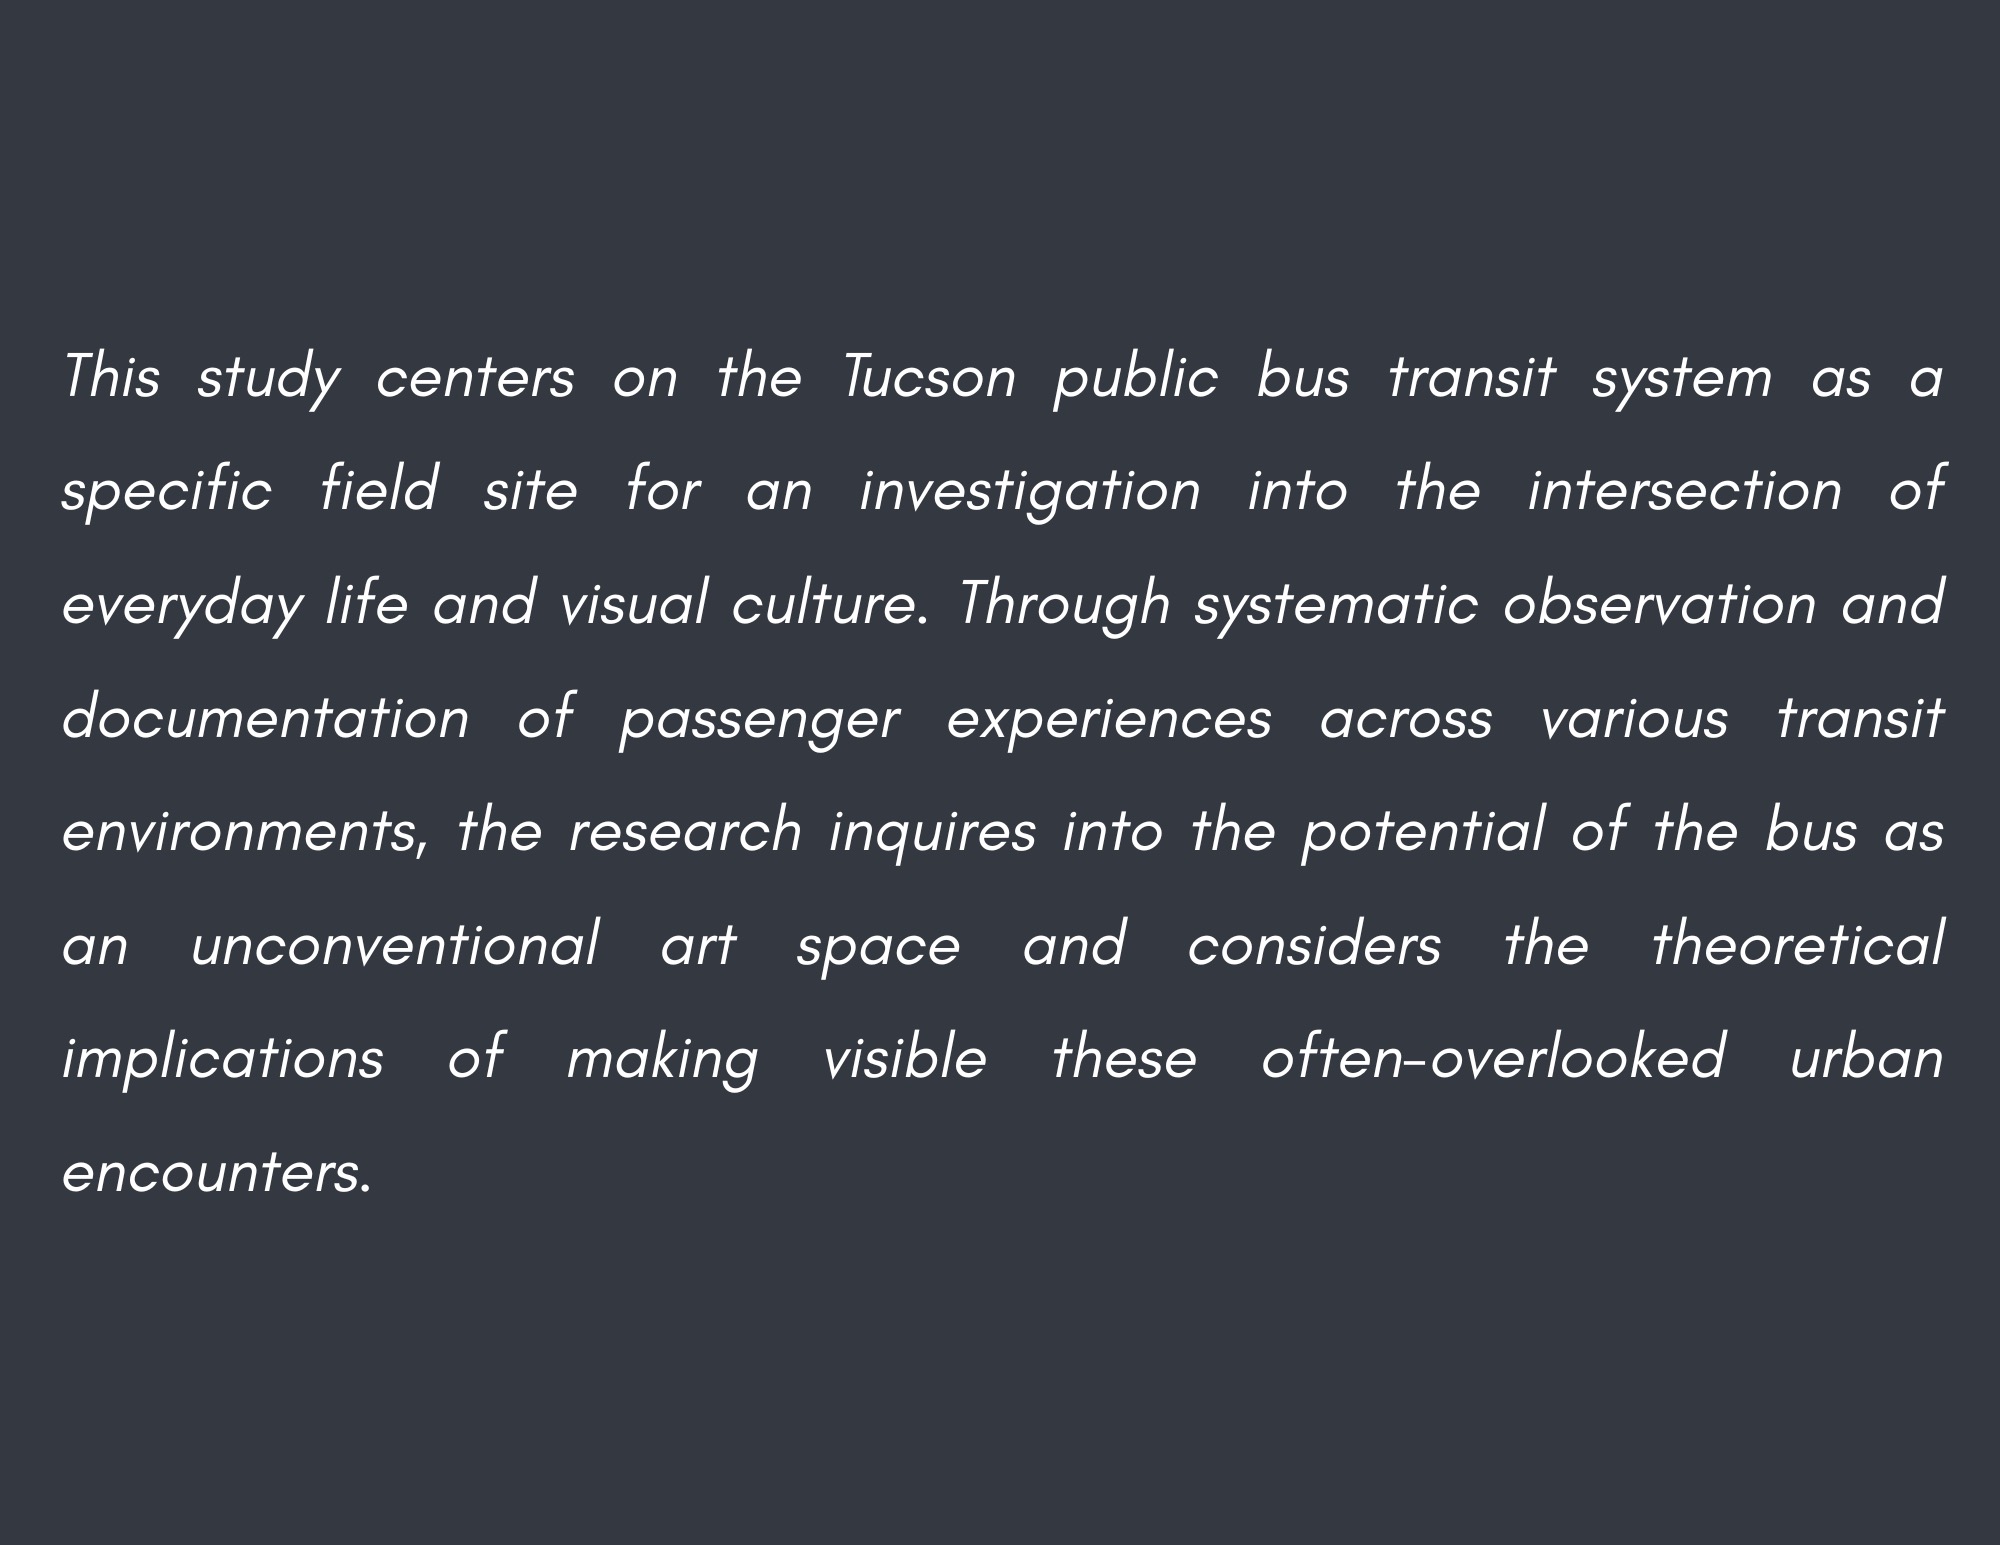 This study centers on the Tucson public bus transit system as a
specific field site for an investigation into the intersection of
everyday life and visual culture. Through systematic observation and
documentation of passenger experiences across various transit
environments, the research inquires into the potential of the bus as
an unconventional art space and considers the theoretical
implications of making visible these often-overlooked urban
encounters.